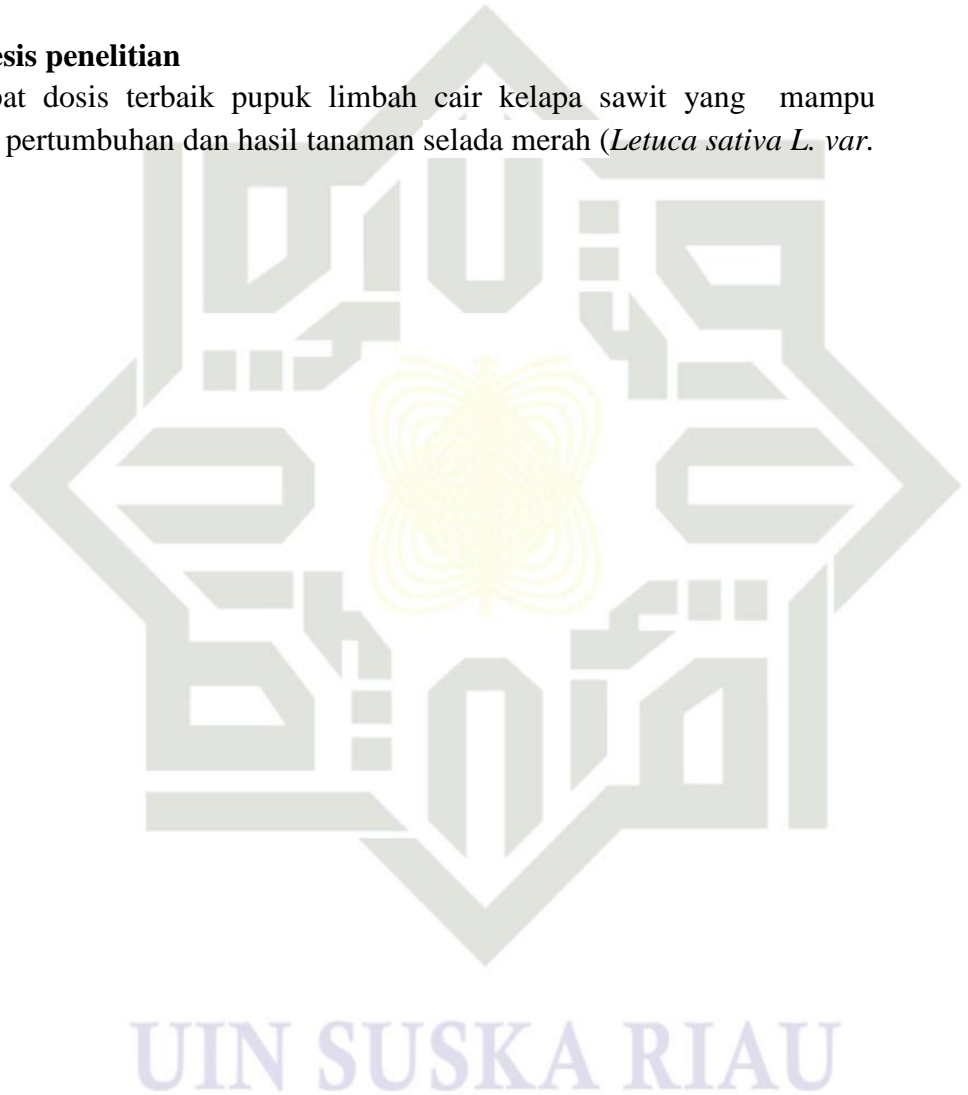 esis penelitian
pat dosis terbaik pupuk limbah cair kelapa sawit yang mampu
pertumbuhan dan hasil tanaman selada merah (Letuca sativa L. var.
UIN SUSKA RIAU